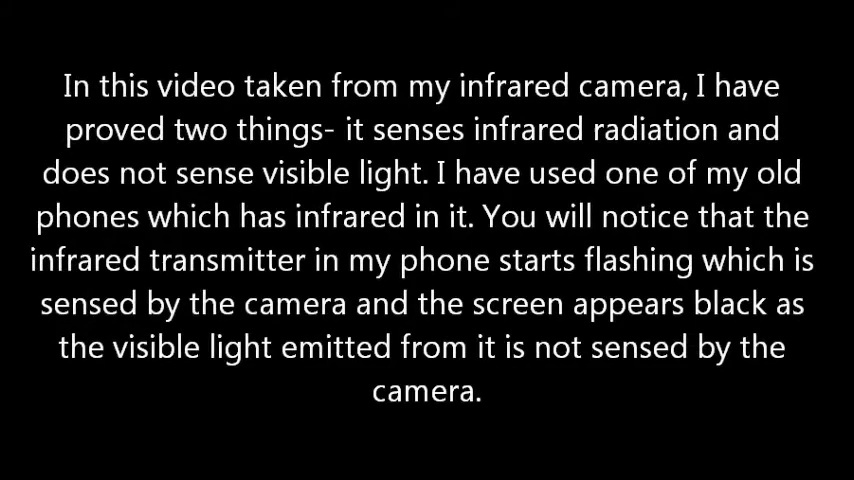 In this video taken from my infrared camera, I have
proved two things- it senses infrared radiation and
does not sense visible light. I have used one of my old
phones which has infrared in it. You will notice that the
infrared transmitter in my phone starts flashing which is
sensed by the camera and the screen appears black as
the visible light emitted from it is not sensed by the
camera.